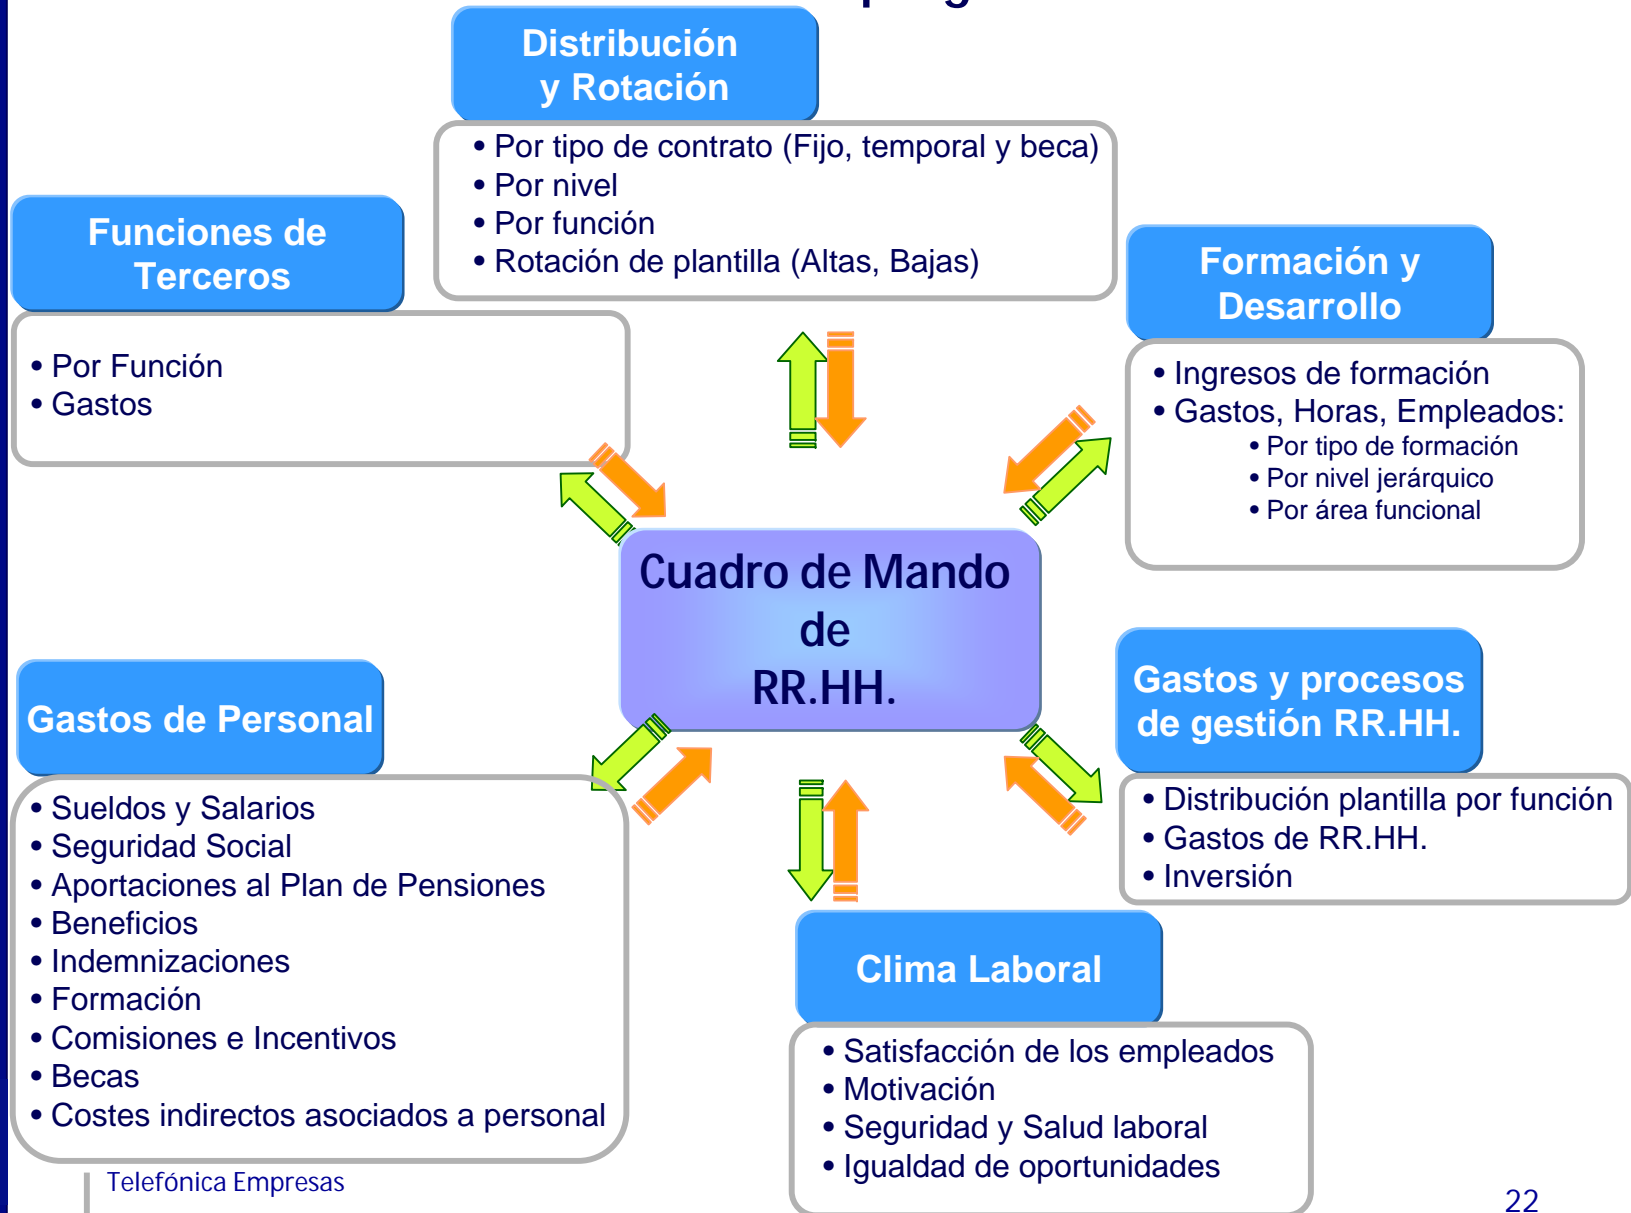 Distribución
y Rotación
• Por tipo de contrato (Fijo, temporal y beca)
• Por nivel
• Por función
• Rotación de plantilla (Altas, Bajas)
Funciones de
Terceros
• Por Función
• Gastos
Formación y
Desarrollo
• Ingresos de formación
• Gastos, Horas, Empleados:
• Por tipo de formación
• Por nivel jerárquico
• Por área funcional
Cuadro de Mando
de
RR.HH.
Gastos de Personal
• Sueldos y Salarios
• Seguridad Social
• Aportaciones al Plan de Pensiones
• Beneficios
• Indemnizaciones
• Formación
• Comisiones e Incentivos
• Becas
• Costes indirectos asociados a personal
Gastos y procesos
de gestión RR.HH.
• Distribución plantilla por función
• Gastos de RR.HH.
• Inversión
Clima Laboral
• Satisfacción de los empleados
• Motivación
• Seguridad y Salud laboral
• Igualdad de oportunidades
Telefónica Empresas
22